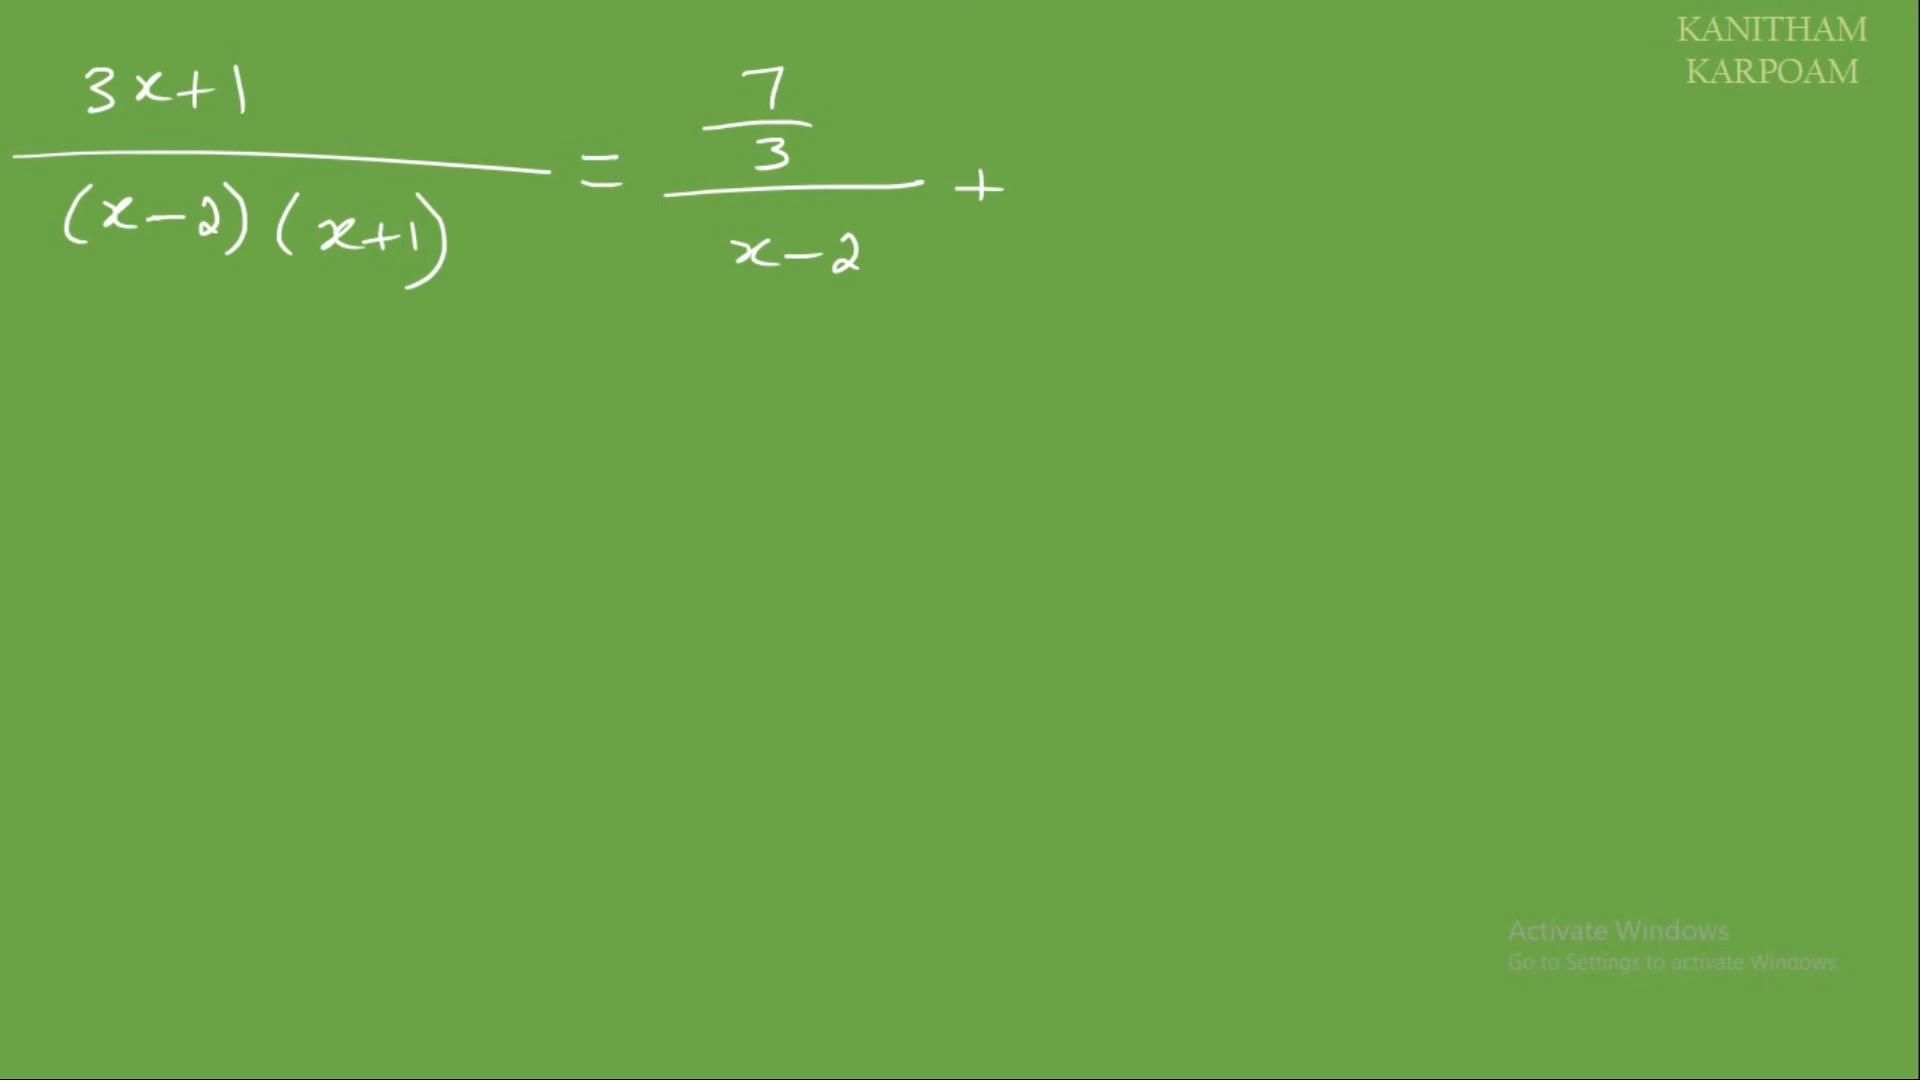 KANITHAM
KARPOAM
3x+1
7
3
(x-2)(x+1)
=
+
x-2
Activate Windows
Go to Settings to activate Windows.